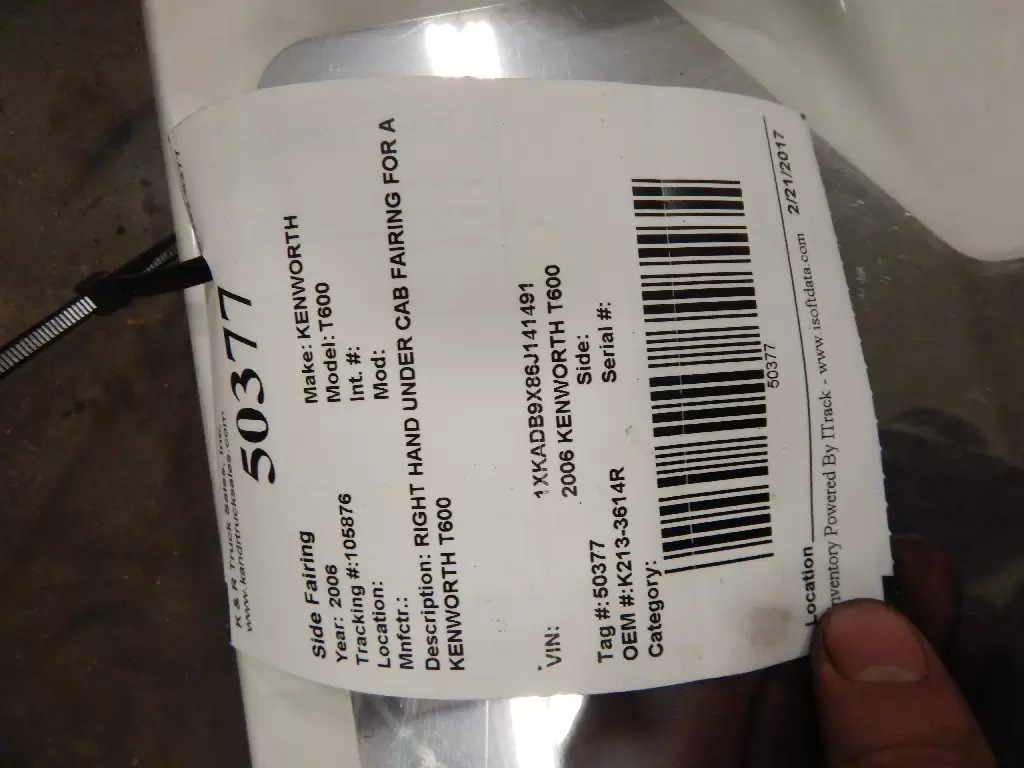 K & R Truck Sales, Inc.
www.kandrtrucksales.com
50377
Side Fairing
Make: KENWORTH
Year: 2006
Model: T600
Tracking #:105876
Int. #:
Location:
Mod:
Mnfctr.:
Description: RIGHT HAND UNDER CAB FAIRING FOR A
KENWORTH T600
VIN:
1XKADB9X86J141491
2006 KENWORTH T600
Tag #: 50377
Side:
OEM #:K213-3614R
Serial #:
Category:
50377
Location
Inventory Powered By ITrack - www.isoftdata.com 2/21/2017